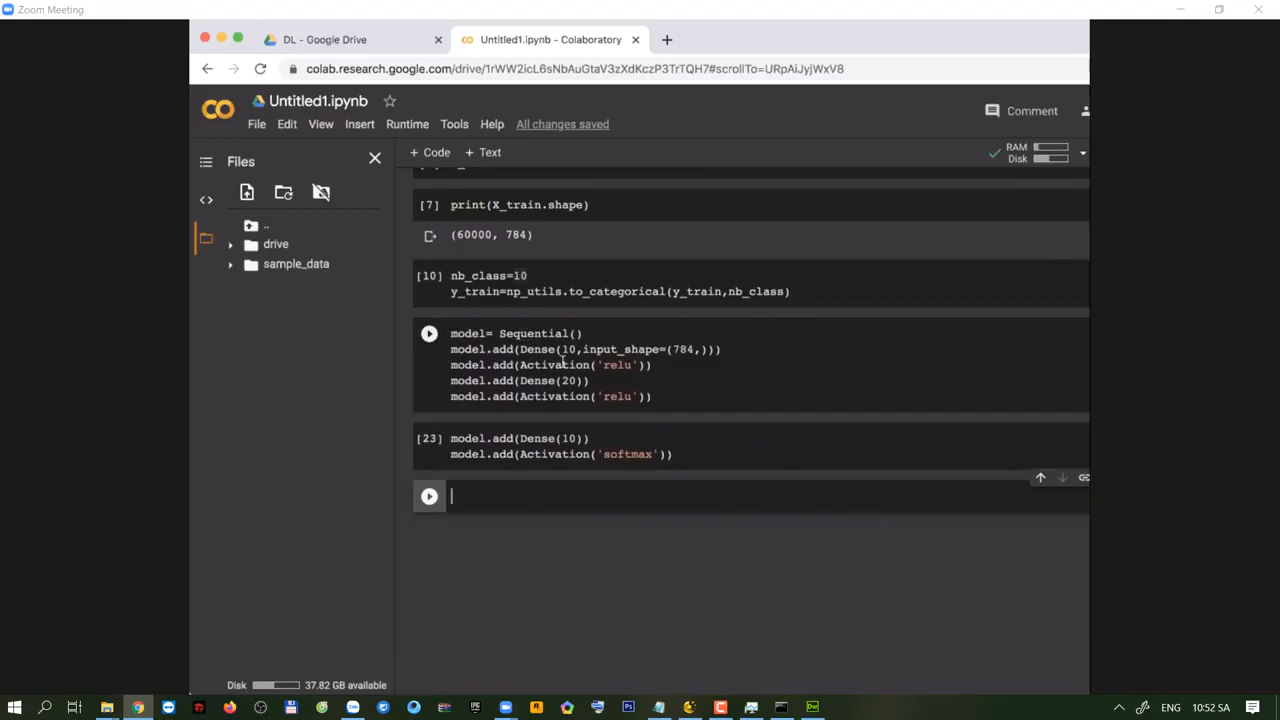 Zoom Meeting
DL - Google Drive
Untitled1.ipynb - Colaboratory
colab.research.google.com/drive/1rWW2icL6sNbAuGtaV3zXdKczP3TrTQH7#scrollTo=URpAiJyjWxV8
CO
Untitled1.ipynb
Comment
File Edit View Insert Runtime Tools Help All changes saved
+ Code + Text
RAM
Disk
Files
..
drive
sample_data
[7] print(X_train.shape)
(60000, 784)
[10] nb_class=10
y_train=np_utils.to_categorical(y_train,nb_class)
model= Sequential()
model.add(Dense(10,input_shape=(784,)))
model.add(Activation('relu'))
model.add(Dense(20))
model.add(Activation('relu'))
[23] model.add(Dense(10))
model.add(Activation('softmax'))
Disk 37.82 GB available
ENG 10:52 SA